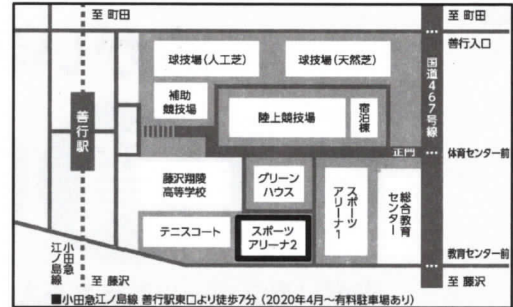 至 町田
至 町田
善行入口
球技場(人工芝)
球技場(天然芝)
補助
競技場
陸上競技場
宿泊棟
国道467号線
善行駅
正門
体育センター前
藤沢翔陵
高等学校
グリーン
ハウス
スポーツ
アリーナ1
総合教育
センター
テニスコート
スポーツ
アリーナ2
教育センター前
小田急
江ノ島線
至 藤沢
至 藤沢
■小田急江ノ島線 善行駅東口より徒歩7分(2020年4月~有料駐車場あり)